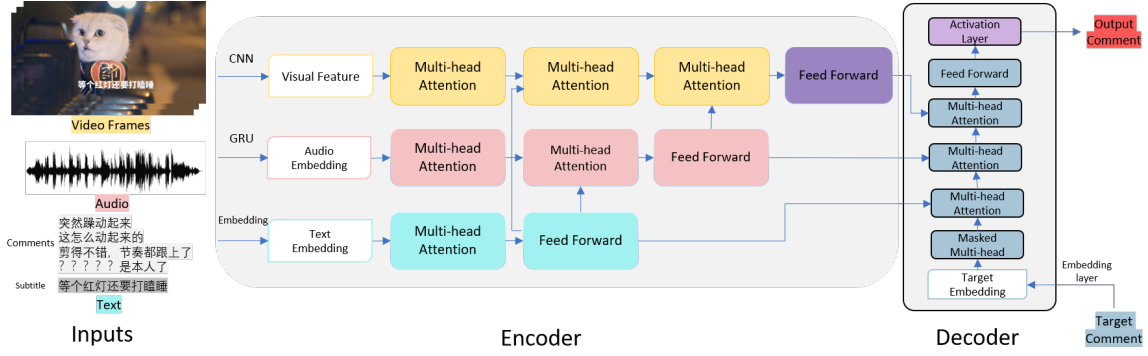 等个红灯还要打瞌睡
Video Frames
Audio
Comments
突然躁动起来
这怎么动起来的
剪得不错，节奏都跟上了
？？？？？是本人了
Subtitle
等个红灯还要打瞌睡
Text
Inputs
CNN
Visual Feature
Multi-head
Attention
Multi-head
Attention
Multi-head
Attention
Feed Forward
GRU
Audio
Embedding
Multi-head
Attention
Multi-head
Attention
Feed Forward
Embedding
Text
Embedding
Multi-head
Attention
Feed Forward
Encoder
Activation
Layer
Feed Forward
Multi-head
Attention
Multi-head
Attention
Multi-head
Attention
Masked
Multi-head
Target
Embedding
Decoder
Output
Comment
Embedding
layer
Target
Comment